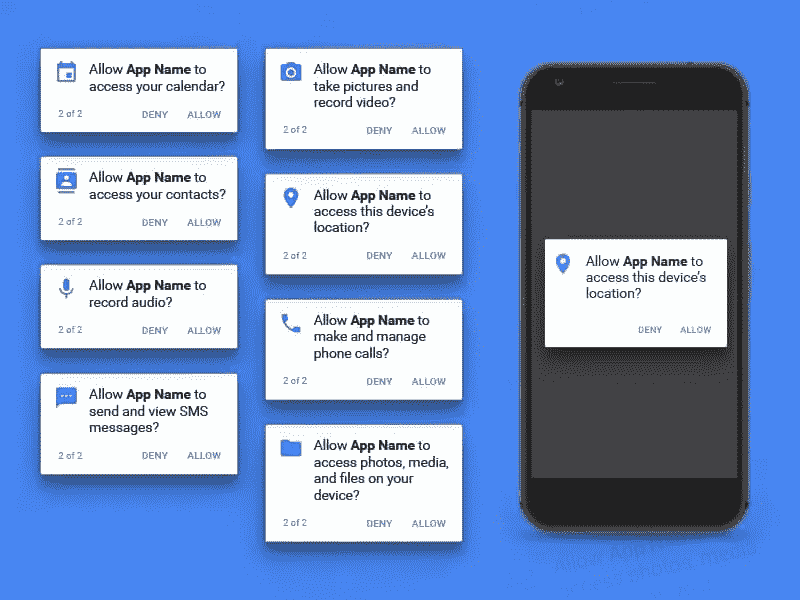 Allow App Name to
access your calendar?
2 of 2 DENY ALLOW
Allow App Name to
access your contacts?
2 of 2 DENY ALLOW
Allow App Name to
record audio?
2 of 2 DENY ALLOW
Allow App Name to
send and view SMS
messages?
2 of 2 DENY ALLOW
Allow App Name to
take pictures and
record video?
2 of 2 DENY ALLOW
Allow App Name to
access this device's
location?
2 of 2 DENY ALLOW
Allow App Name to
make and manage
phone calls?
2 of 2 DENY ALLOW
Allow App Name to
access photos, media,
and files on your
device?
2 of 2 DENY ALLOW
Allow App Name to
access this device's
location?
DENY ALLOW